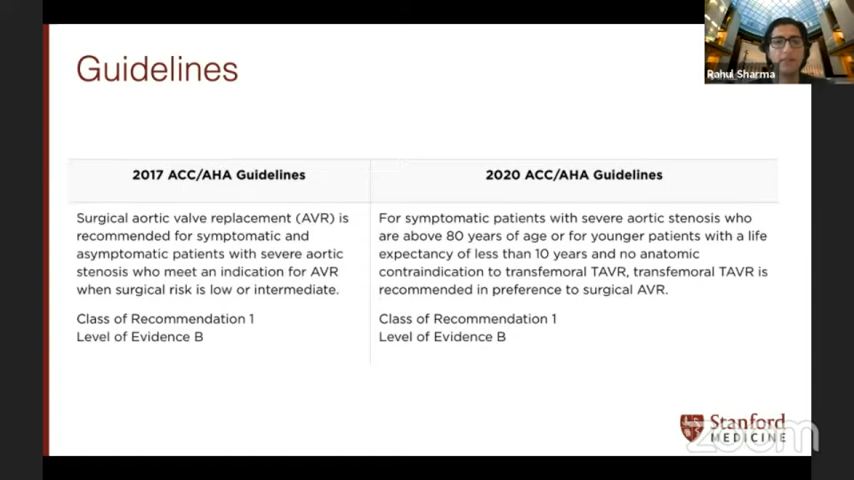 Guidelines
Rahul Sharma
2017 ACC/AHA Guidelines
2020 ACC/AHA Guidelines
Surgical aortic valve replacement (AVR) is
recommended for symptomatic and
asymptomatic patients with severe aortic
stenosis who meet an indication for AVR
when surgical risk is low or intermediate.
Class of Recommendation 1
Level of Evidence B
For symptomatic patients with severe aortic stenosis who
are above 80 years of age or for younger patients with a life
expectancy of less than 10 years and no anatomic
contraindication to transfemoral TAVR, transfemoral TAVR is
recommended in preference to surgical AVR.
Class of Recommendation 1
Level of Evidence B
Stanford
MEDICINE
zoom